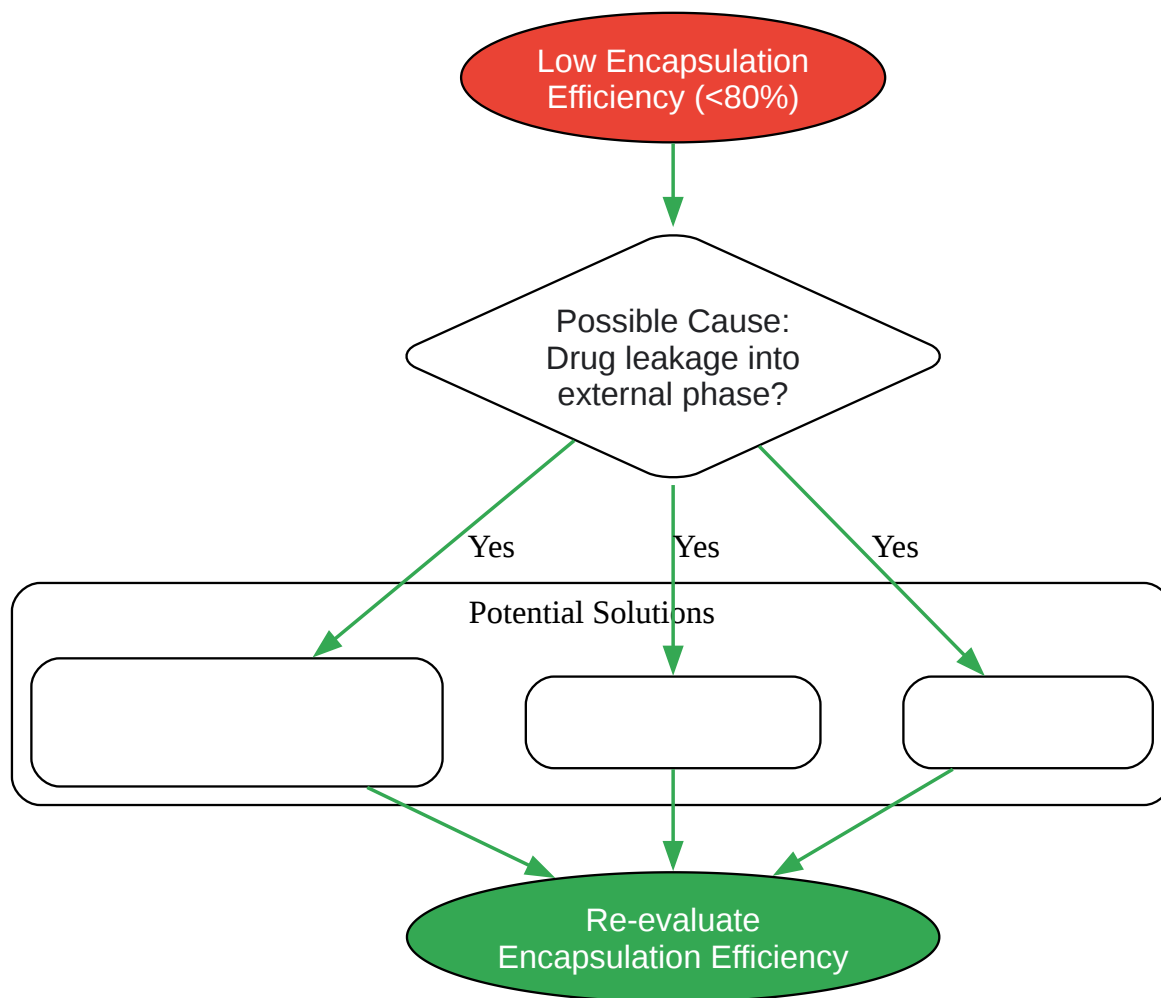 Low Encapsulation
Efficiency (<80%)
Possible Cause:
Drug leakage into
external phase?
Yes
Yes
Yes
Potential Solutions
Re-evaluate
Encapsulation Efficiency